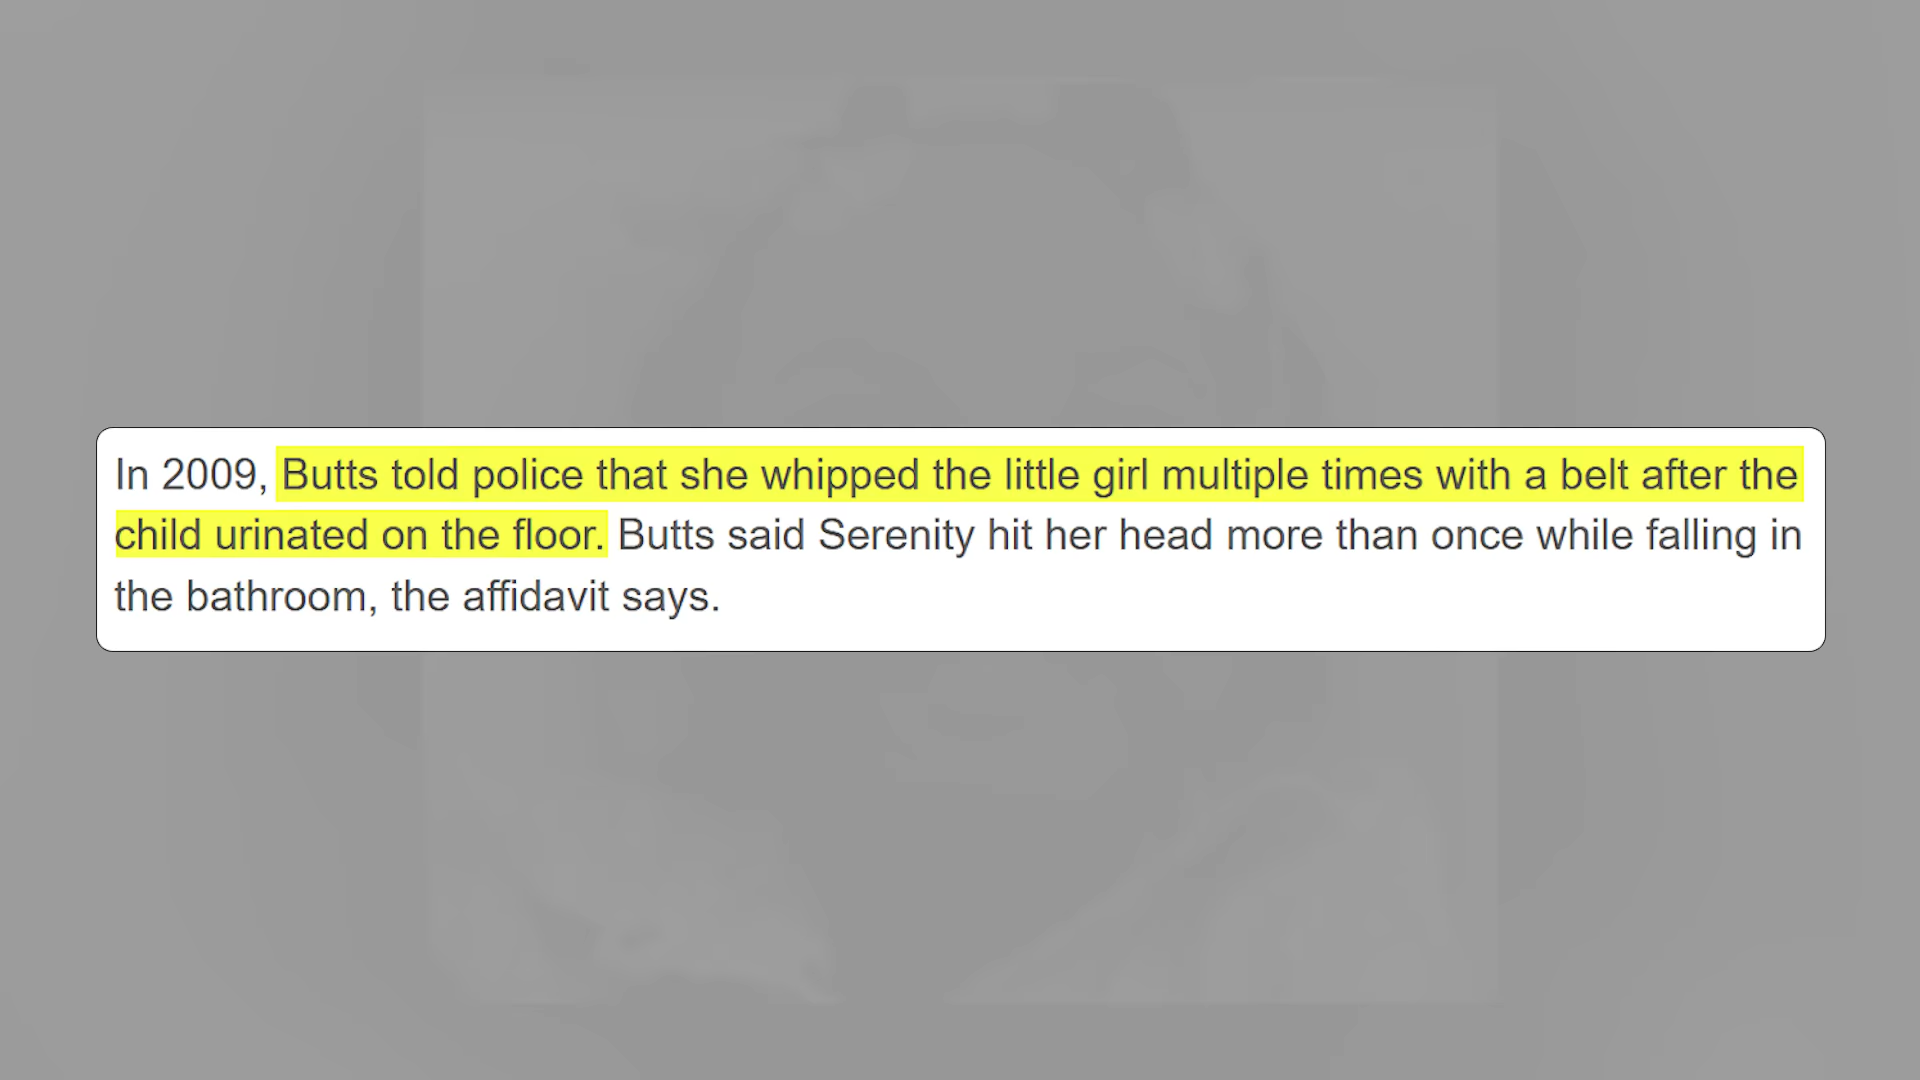 In 2009, Butts told police that she whipped the little girl multiple times with a belt after the
child urinated on the floor. Butts said Serenity hit her head more than once while falling in
the bathroom, the affidavit says.